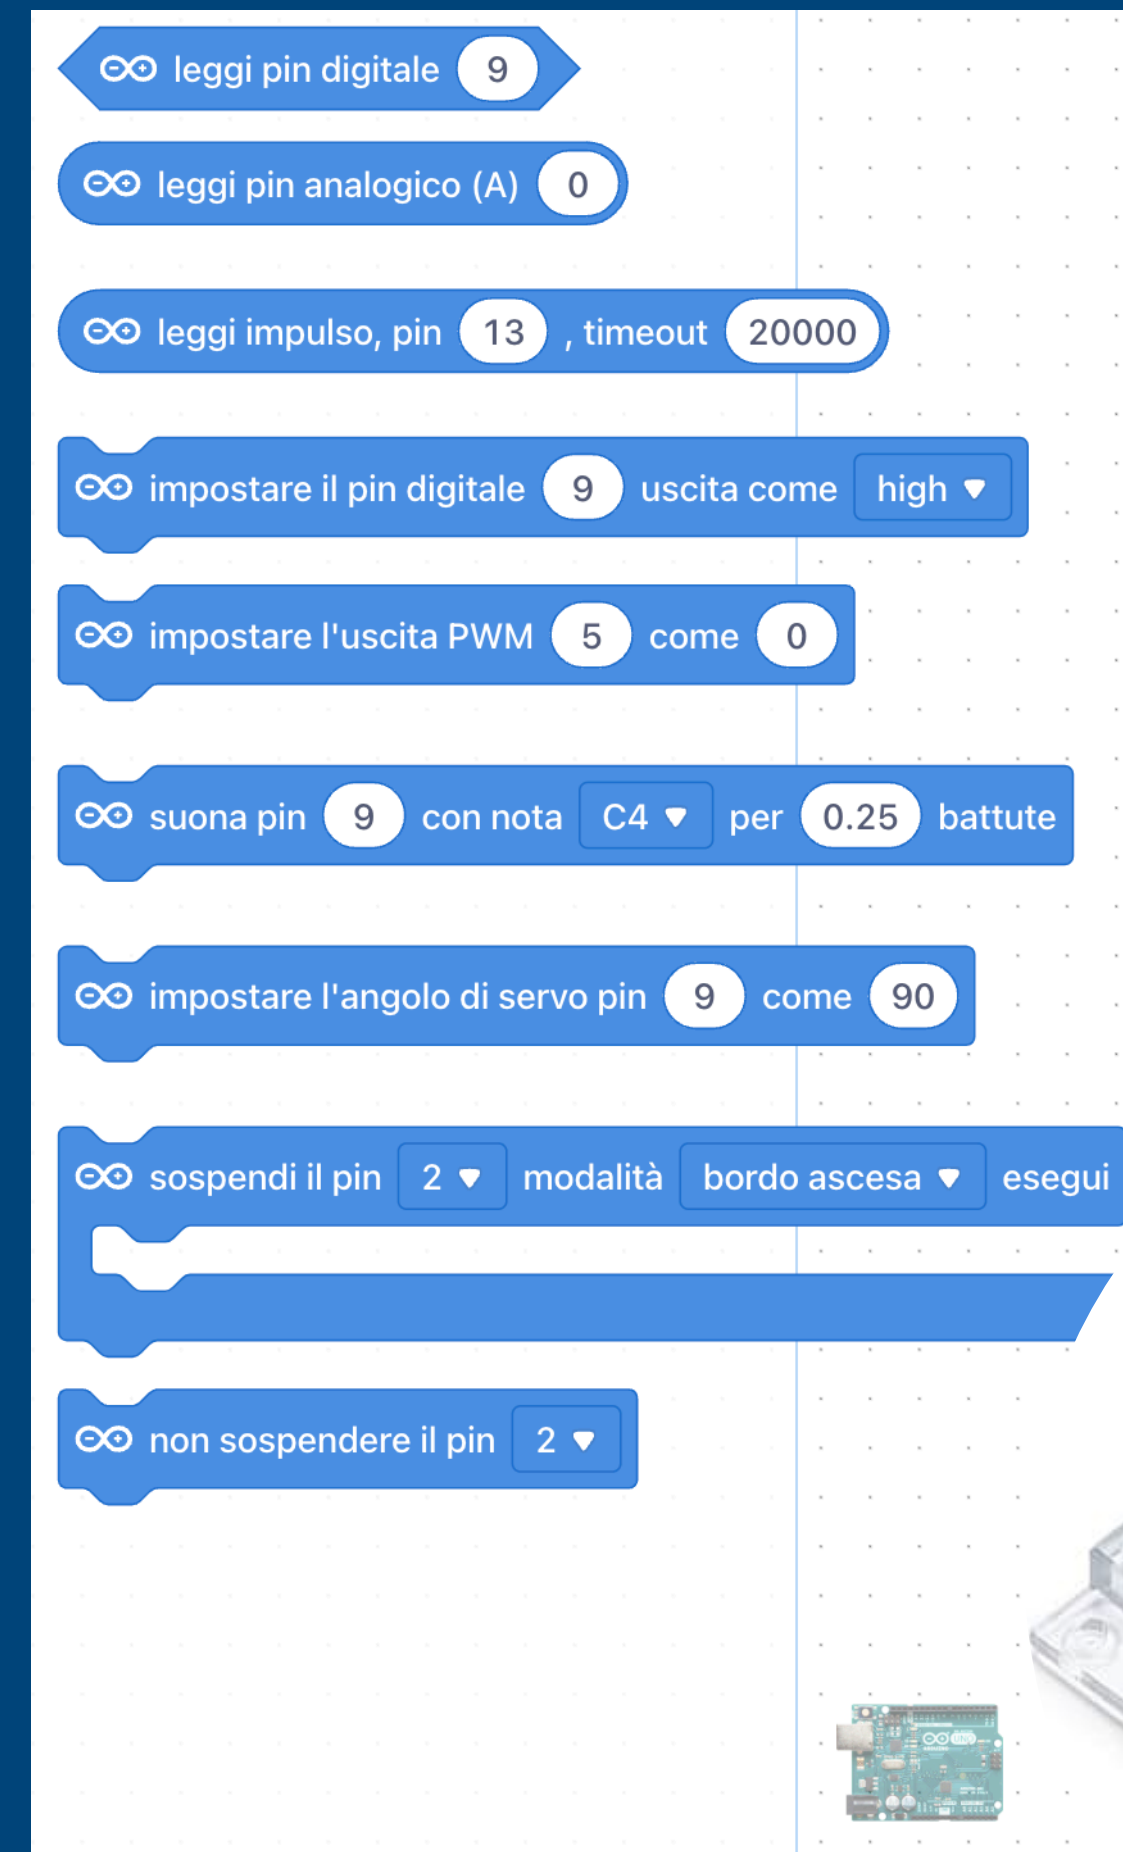 leggi pin digitale 9
leggi pin analogico (A) 0
leggi impulso, pin 13 , timeout 20000
impostare il pin digitale 9 uscita come high
impostare l'uscita PWM 5 come 0
suona pin 9 con nota C4 per 0.25 battute
impostare l'angolo di servo pin 9 come 90
sospendi il pin 2 modalità bordo ascesa esegui
non sospendere il pin 2
UNO